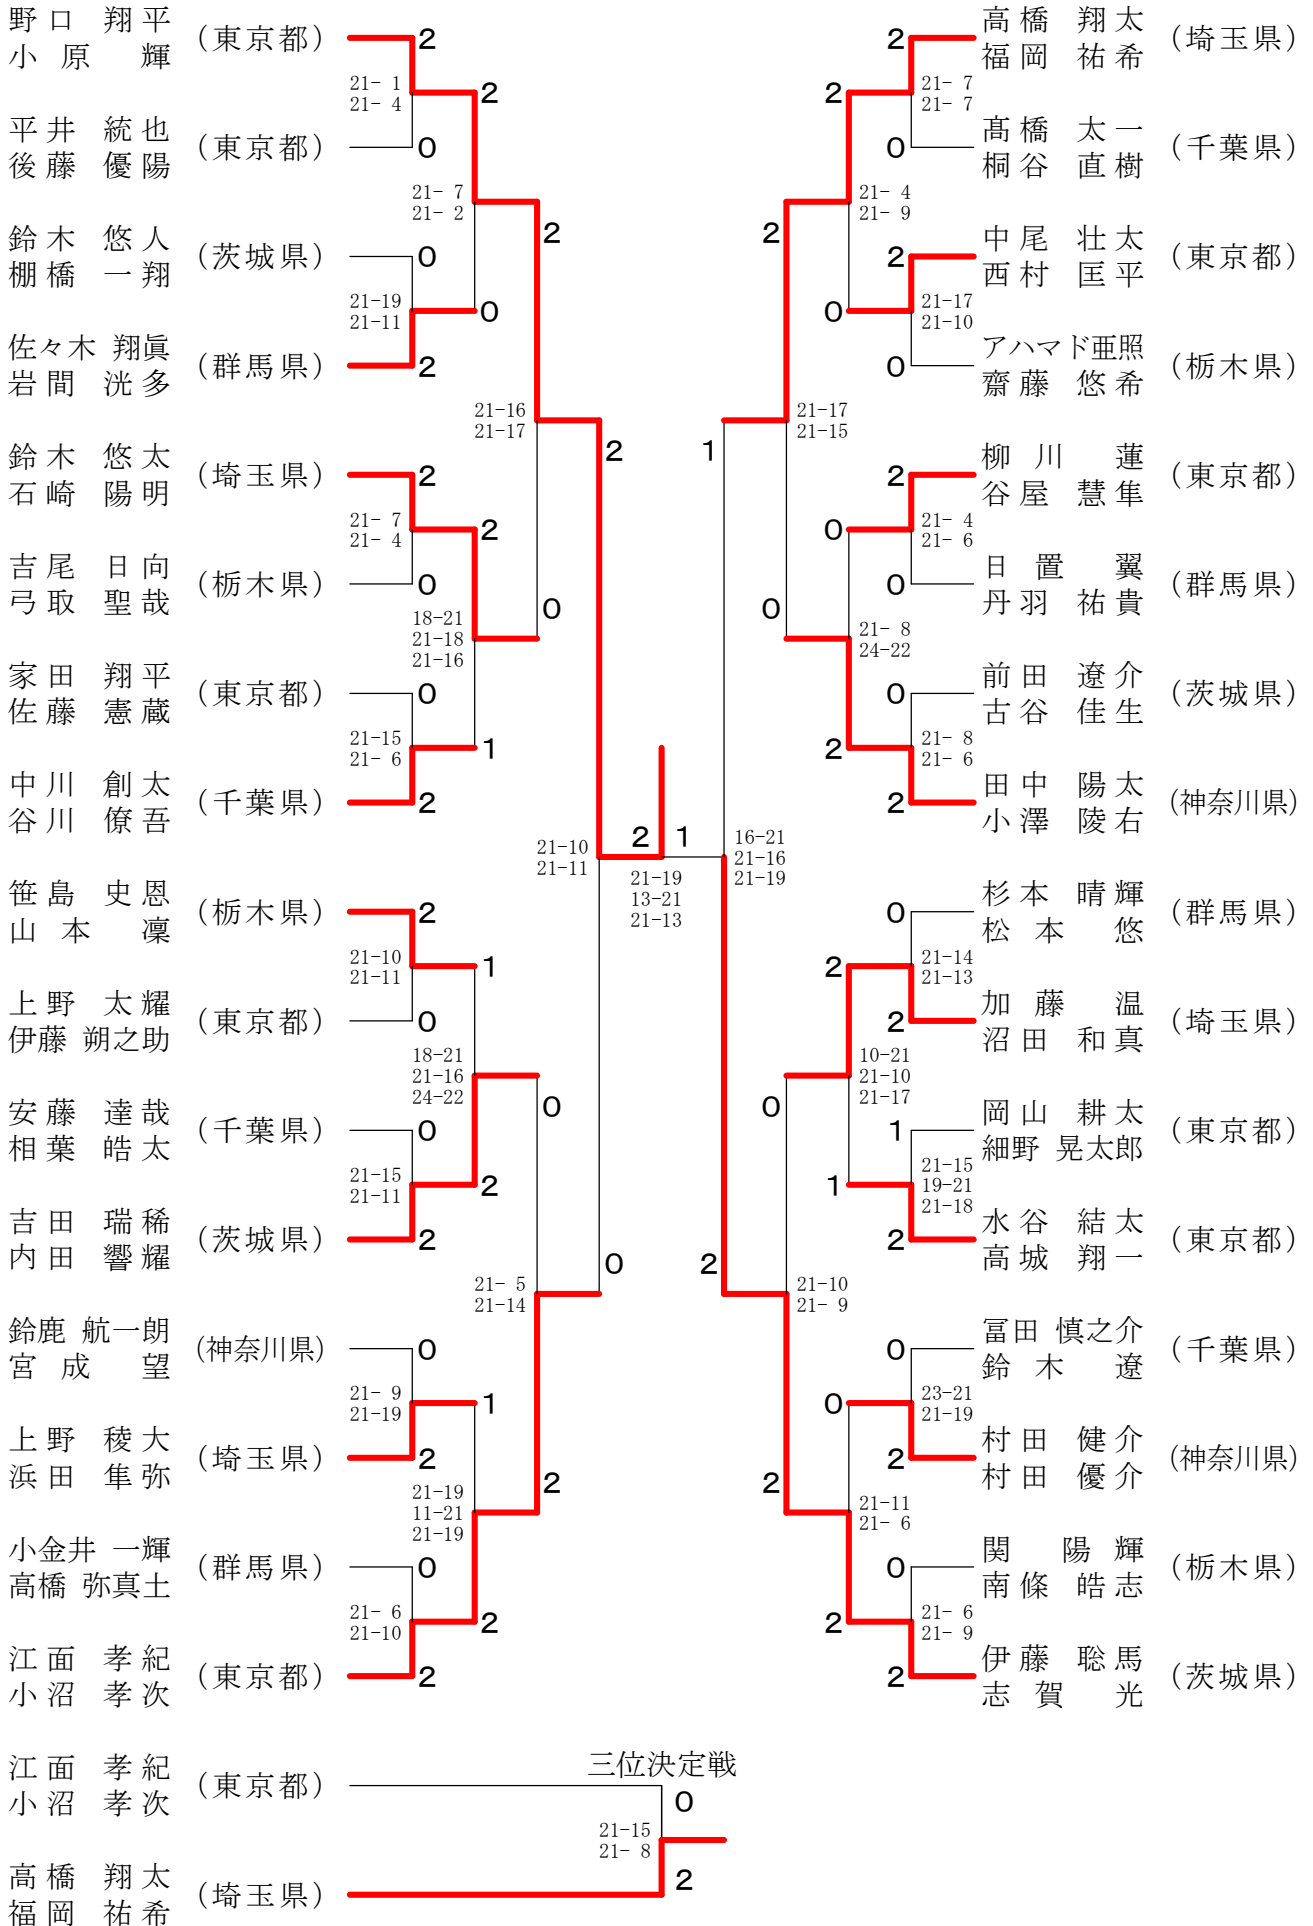 野口 翔平
小原 輝
(東京都)
2
21- 1
21- 4
2
平井 統也
後藤 優陽
(東京都)
0
21- 7
21- 2
2
鈴木 悠人
棚橋 一翔
(茨城県)
0
21-19
21-11
0
佐々木 翔眞
岩間 洸多
(群馬県)
2
21-16
21-17
2
鈴木 悠太
石崎 陽明
(埼玉県)
2
21- 7
21- 4
2
吉尾 日向
弓取 聖哉
(栃木県)
0
18-21
21-18
21-16
0
家田 翔平
佐藤 憲蔵
(東京都)
0
21-15
21- 6
1
中川 創太
谷川 僚吾
(千葉県)
2
21-10
21-11
2
1
21-19
13-21
21-13
笹島 史恩
山本 凜
(栃木県)
2
21-10
21-11
1
上野 太耀
伊藤 朔之助
(東京都)
0
18-21
21-16
24-22
0
安藤 達哉
相葉 皓太
(千葉県)
0
21-15
21-11
2
吉田 瑞稀
内田 響耀
(茨城県)
2
21- 5
21-14
0
鈴鹿 航一朗
宮成 望
(神奈川県)
0
21- 9
21-19
1
上野 稜大
浜田 隼弥
(埼玉県)
2
21-19
11-21
21-19
2
小金井 一輝
高橋 弥真土
(群馬県)
0
21- 6
21-10
2
江面 孝紀
小沼 孝次
(東京都)
2
高橋 翔太
福岡 祐希
(埼玉県)
2
21- 7
21- 7
2
髙橋 太一
桐谷 直樹
(千葉県)
0
21- 4
21- 9
2
中尾 壮太
西村 匡平
(東京都)
2
21-17
21-10
0
アハマド亜照
齋藤 悠希
(栃木県)
0
21-17
21-15
1
柳川 蓮
谷屋 慧隼
(東京都)
2
21- 4
21- 6
0
日置 翼
丹羽 祐貴
(群馬県)
0
21- 8
24-22
0
前田 遼介
古谷 佳生
(茨城県)
0
21- 8
21- 6
2
田中 陽太
小澤 陵右
(神奈川県)
2
16-21
21-16
21-19
杉本 晴輝
松本 悠
(群馬県)
0
21-14
21-13
2
加藤 温
沼田 和真
(埼玉県)
2
10-21
21-10
21-17
0
岡山 耕太
細野 晃太郎
(東京都)
1
21-15
19-21
21-18
1
水谷 結太
高城 翔一
(東京都)
2
21-10
21- 9
2
冨田 慎之介
鈴木 遼
(千葉県)
0
23-21
21-19
0
村田 健介
村田 優介
(神奈川県)
2
21-11
21- 6
2
関 陽輝
南條 皓志
(栃木県)
0
21- 6
21- 9
2
伊藤 聡馬
志賀 光
(茨城県)
2
三位決定戦
江面 孝紀
小沼 孝次
(東京都)
0
21-15
21- 8
高橋 翔太
福岡 祐希
(埼玉県)
2